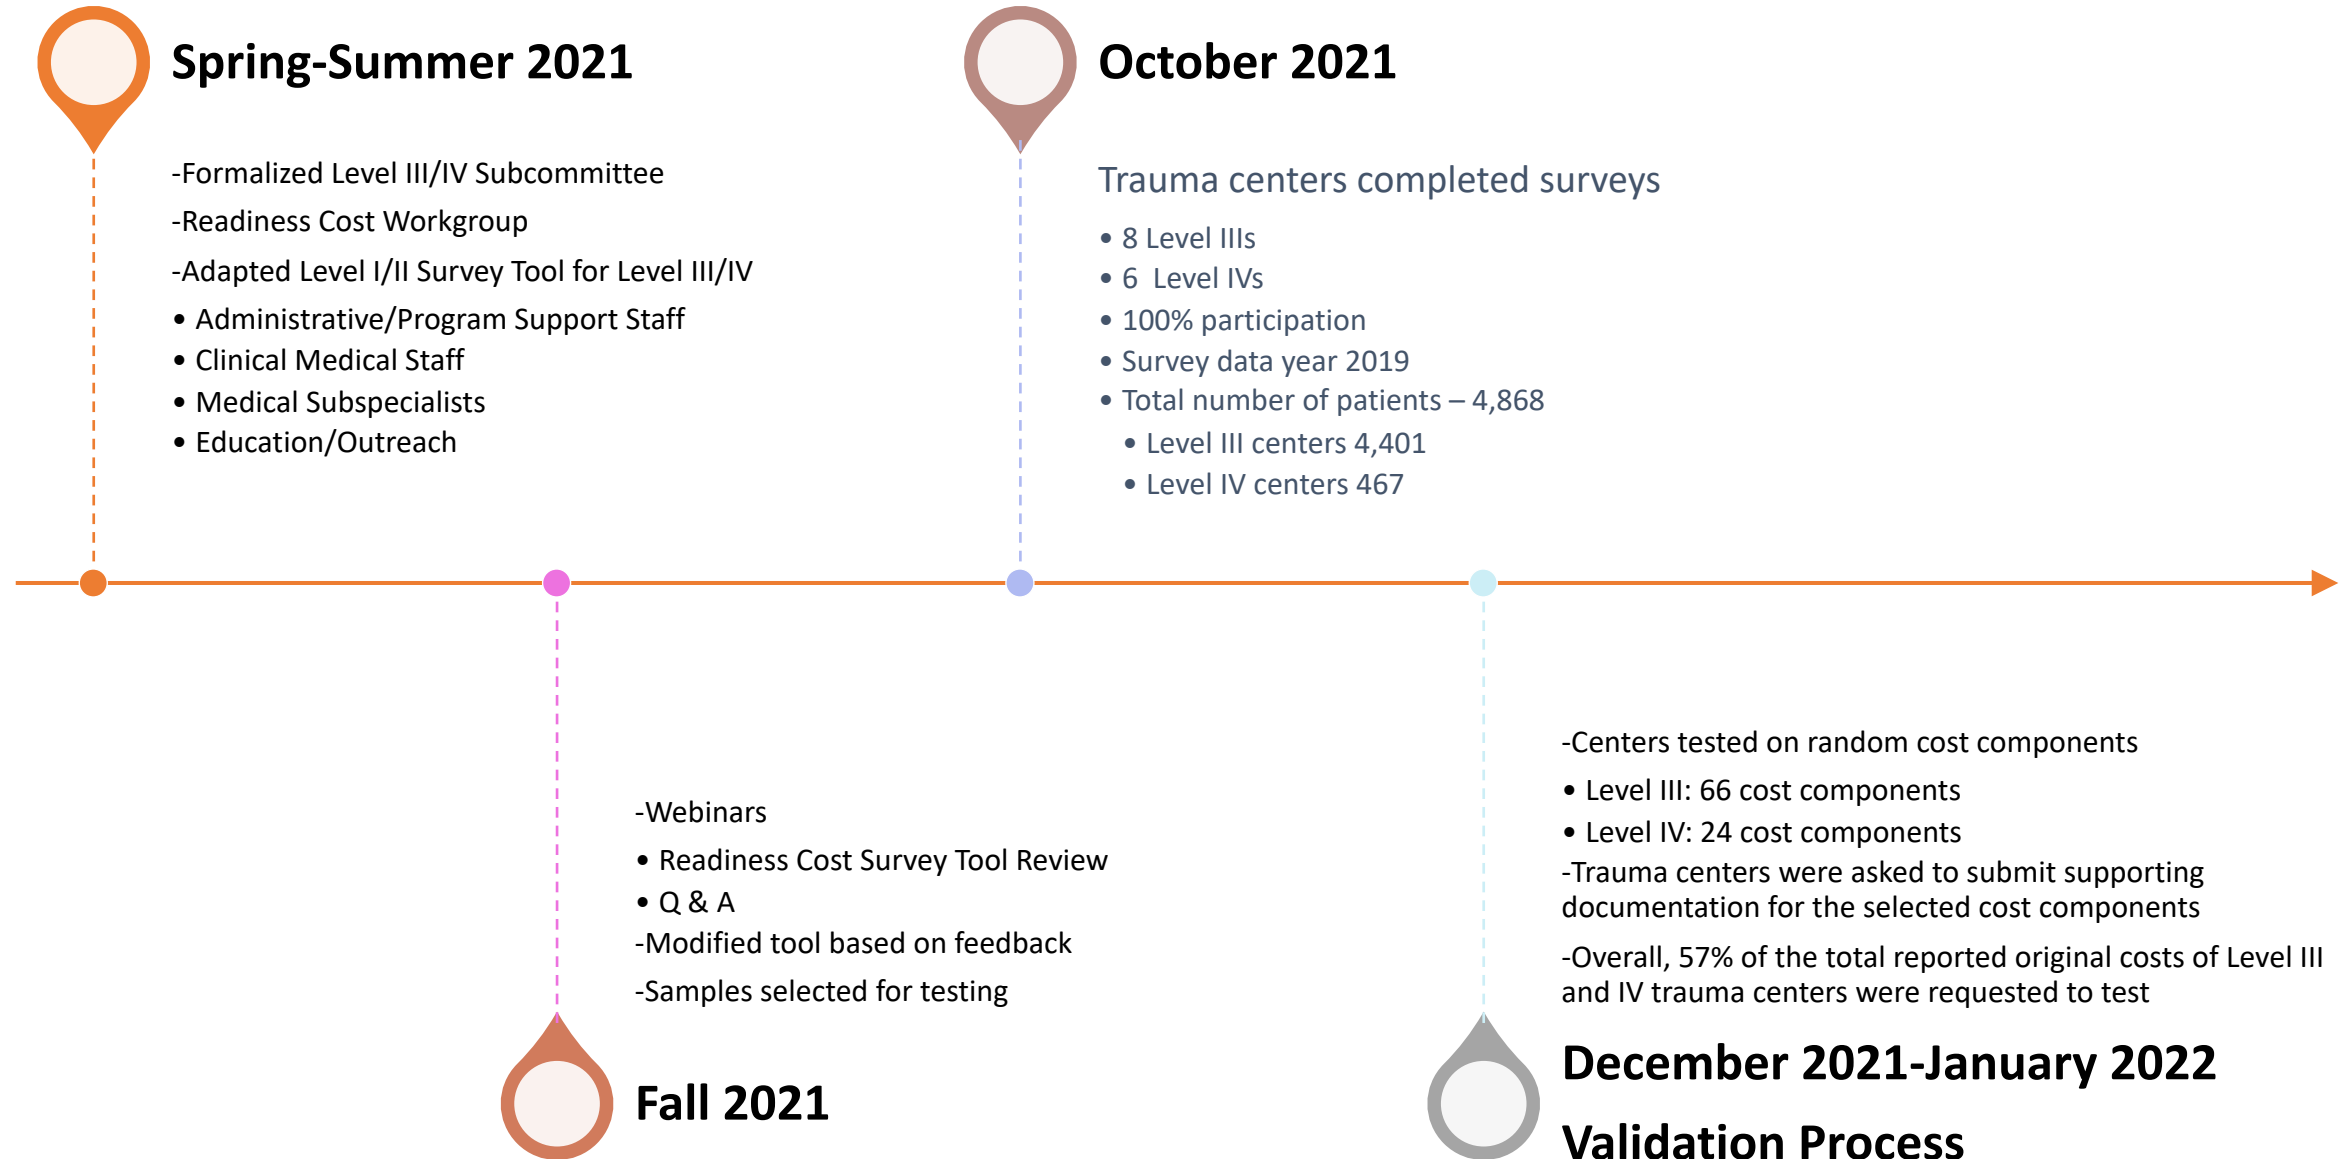 Spring-Summer 2021
-Formalized Level III/IV Subcommittee
-Readiness Cost Workgroup
-Adapted Level I/II Survey Tool for Level III/IV
• Administrative/Program Support Staff
• Clinical Medical Staff
• Medical Subspecialists
• Education/Outreach
-Webinars
• Readiness Cost Survey Tool Review
• Q & A
-Modified tool based on feedback
-Samples selected for testing
Fall 2021
October 2021
Trauma centers completed surveys
• 8 Level IIIs
• 6  Level IVs
• 100% participation
• Survey data year 2019
• Total number of patients – 4,868
• Level III centers 4,401
• Level IV centers 467
-Centers tested on random cost components
• Level III: 66 cost components
• Level IV: 24 cost components
-Trauma centers were asked to submit supporting
documentation for the selected cost components
-Overall, 57% of the total reported original costs of Level III
and IV trauma centers were requested to test
December 2021-January 2022
Validation Process